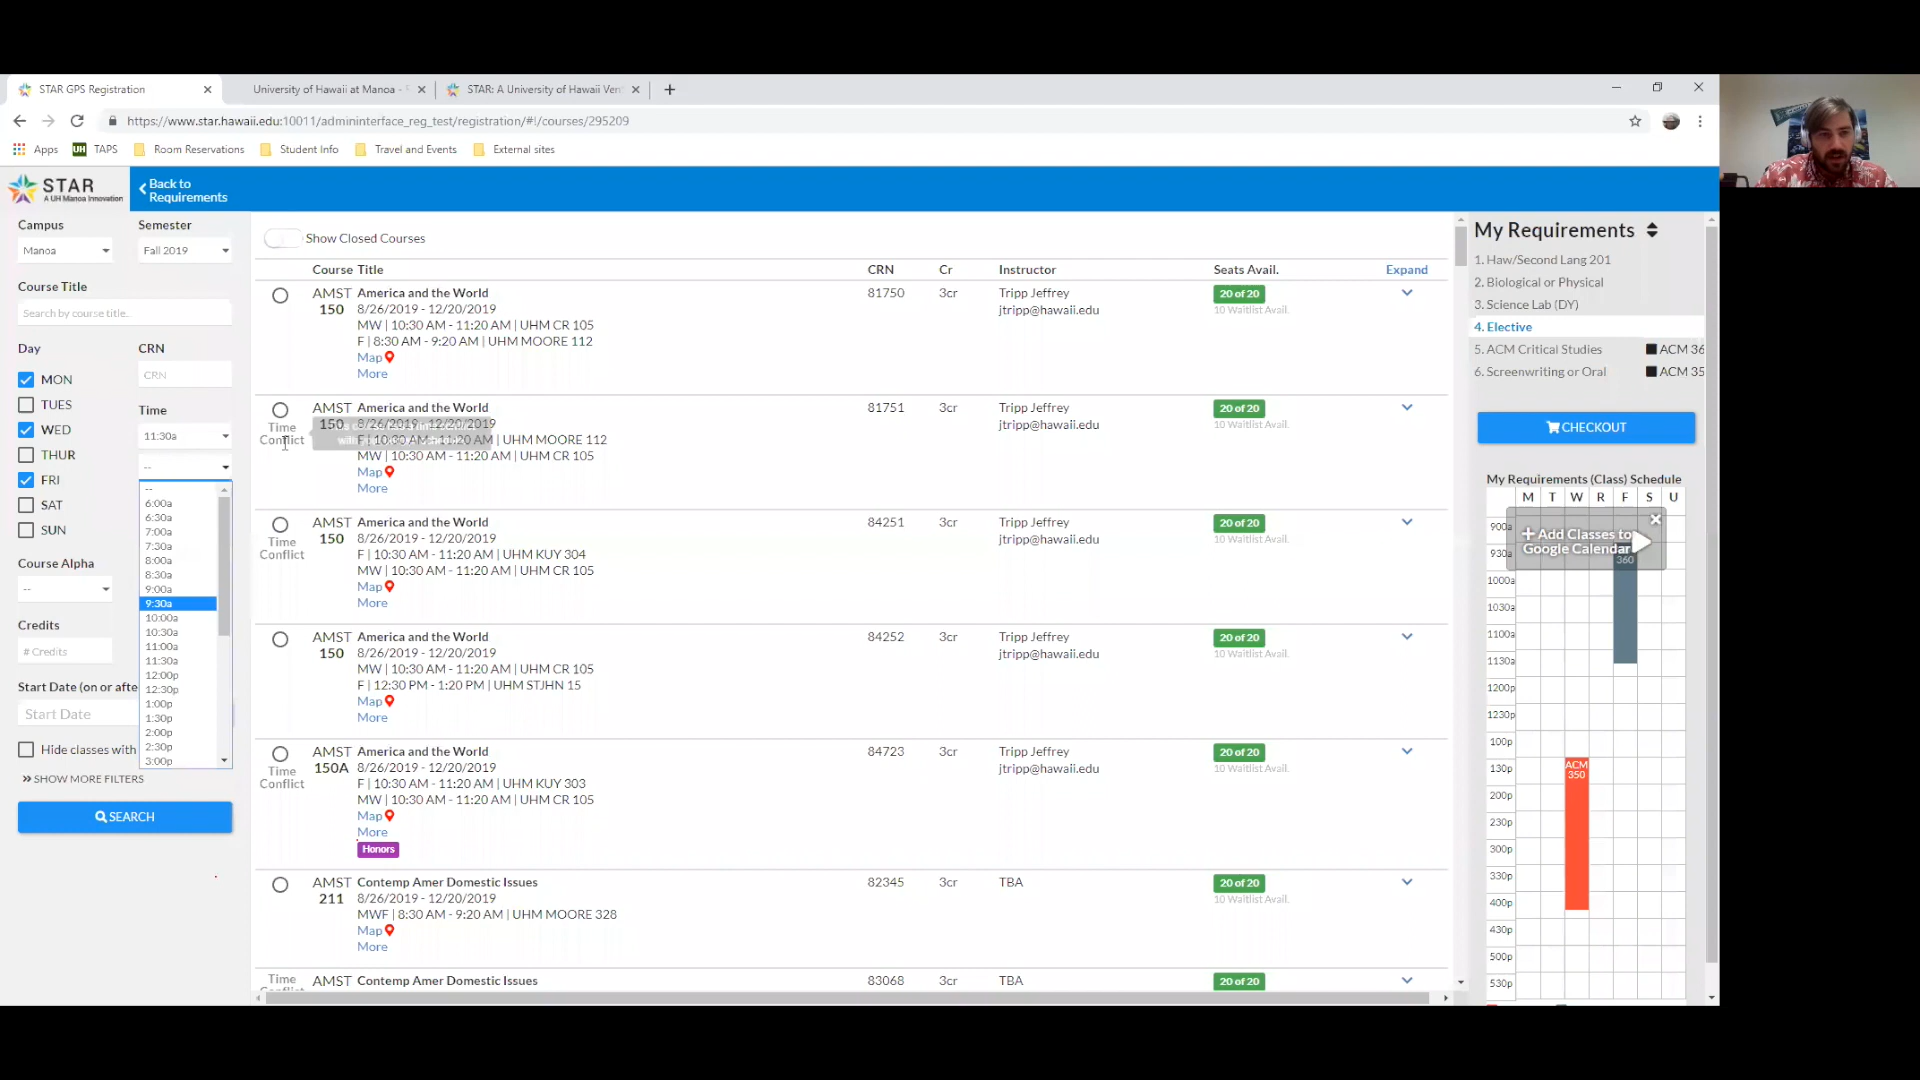 STAR GPS Registration
University of Hawaii at Manoa -
STAR: A University of Hawaii Ven
https://www.star.hawaii.edu:10011/admininterface_reg_test/registration/#!/courses/295209
Apps
UH TAPS
Room Reservations
Student Info
Travel and Events
External sites
STAR
A UH Manoa Innovation
Back to
Requirements
Campus
Semester
Manoa
Fall 2019
Course Title
Search by course title..
Day
CRN
CRN
MON
TUES
Time
WED
11:30a
THUR
--
FRI
SAT
SUN
--
6:00a
6:30a
7:00a
7:30a
8:00a
8:30a
9:00a
9:30a
10:00a
10:30a
11:00a
11:30a
12:00p
12:30p
1:00p
1:30p
2:00p
2:30p
3:00p
Course Alpha
--
Credits
# Credits
Start Date (on or afte
Start Date
Hide classes with
SHOW MORE FILTERS
SEARCH
Show Closed Courses
Course Title CRN Cr Instructor Seats Avail. Expand
AMST America and the World 81750 3cr Tripp Jeffrey 20 of 20
150 8/26/2019 - 12/20/2019 jtripp@hawaii.edu 10 Waitlist Avail.
MW | 10:30 AM - 11:20 AM | UHM CR 105
F | 8:30 AM - 9:20 AM | UHM MOORE 112
Map
More
AMST America and the World 81751 3cr Tripp Jeffrey 20 of 20
150 8/26/2019 - 12/20/2019 jtripp@hawaii.edu 10 Waitlist Avail.
Time
Conflict
F | 10:30 AM - 11:20 AM | UHM MOORE 112
MW | 10:30 AM - 11:20 AM | UHM CR 105
Map
More
AMST America and the World 84251 3cr Tripp Jeffrey 20 of 20
150 8/26/2019 - 12/20/2019 jtripp@hawaii.edu 10 Waitlist Avail.
Time
Conflict
F | 10:30 AM - 11:20 AM | UHM KUY 304
MW | 10:30 AM - 11:20 AM | UHM CR 105
Map
More
AMST America and the World 84252 3cr Tripp Jeffrey 20 of 20
150 8/26/2019 - 12/20/2019 jtripp@hawaii.edu 10 Waitlist Avail.
MW | 10:30 AM - 11:20 AM | UHM CR 105
F | 12:30 PM - 1:20 PM | UHM STJHN 15
Map
More
AMST America and the World 84723 3cr Tripp Jeffrey 20 of 20
150A 8/26/2019 - 12/20/2019 jtripp@hawaii.edu 10 Waitlist Avail.
Time
Conflict
F | 10:30 AM - 11:20 AM | UHM KUY 303
MW | 10:30 AM - 11:20 AM | UHM CR 105
Map
More
Honors
AMST Contemp Amer Domestic Issues 82345 3cr TBA 20 of 20
211 8/26/2019 - 12/20/2019 10 Waitlist Avail.
MWF | 8:30 AM - 9:20 AM | UHM MOORE 328
Map
More
Time
Conflict
AMST Contemp Amer Domestic Issues 83068 3cr TBA 20 of 20
My Requirements
1. Haw/Second Lang 201
2. Biological or Physical
3. Science Lab (DY)
4. Elective
5. ACM Critical Studies ACM 36
6. Screenwriting or Oral ACM 35
CHECKOUT
My Requirements (Class) Schedule
M T W R F S U
900a
930a
1000a
1030a
1100a
1130a
1200p
1230p
100p
130p
200p
230p
300p
330p
400p
430p
500p
530p
Add Classes to
Google Calendar
360
ACM
350